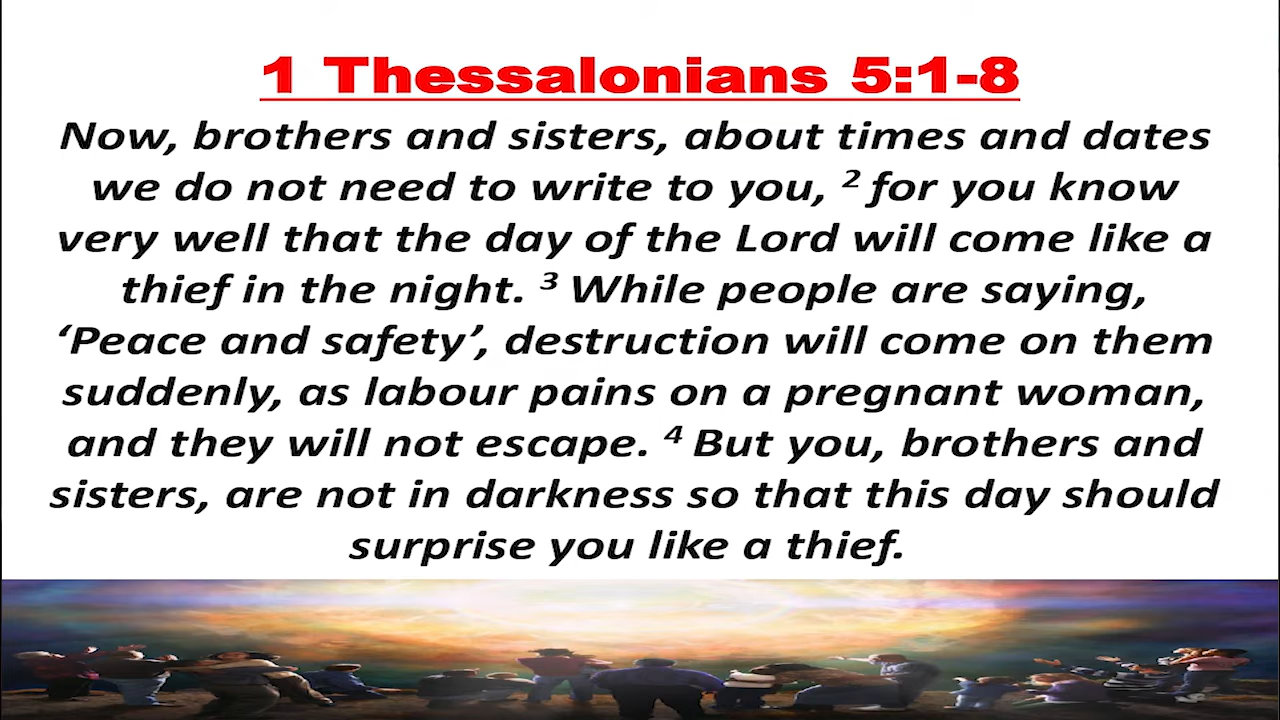 1 Thessalonians 5:1-8
Now, brothers and sisters, about times and dates
we do not need to write to you, ² for you know
very well that the day of the Lord will come like a
thief in the night. ³ While people are saying,
‘Peace and safety’, destruction will come on them
suddenly, as labour pains on a pregnant woman,
and they will not escape. ⁴ But you, brothers and
sisters, are not in darkness so that this day should
surprise you like a thief.